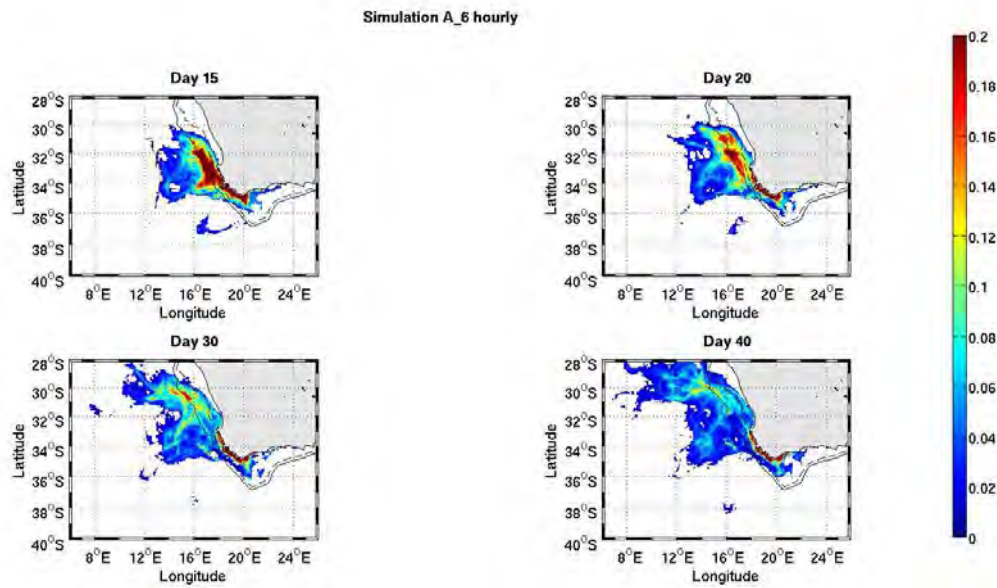 Simulation A_6 hourly
Day 15
28°S
30°S
32°S
34°S
36°S
38°S
40°S
Latitude
8°E 12°E 16°E 20°E 24°E
Longitude
Day 20
28°S
30°S
32°S
34°S
36°S
38°S
40°S
Latitude
8°E 12°E 16°E 20°E 24°E
Longitude
Day 30
28°S
30°S
32°S
34°S
36°S
38°S
40°S
Latitude
8°E 12°E 16°E 20°E 24°E
Longitude
Day 40
28°S
30°S
32°S
34°S
36°S
38°S
40°S
Latitude
8°E 12°E 16°E 20°E 24°E
Longitude
0.2
0.18
0.16
0.14
0.12
0.1
0.08
0.06
0.04
0.02
0